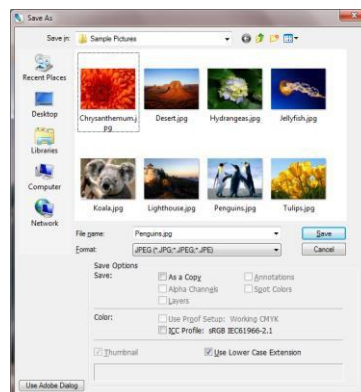 Save As
Save in: Sample Pictures
Recent Places
Desktop
Libraries
Computer
Network
Chrysanthemum.j
pg
Desert.jpg
Hydrangeas.jpg
Jellyfish.jpg
Koala.jpg
Lighthouse.jpg
Penguins.jpg
Tulips.jpg
File name: Penguins.jpg Save
Format: JPEG (*.JPG;*.JPEG;*.JPE) Cancel
Save Options
Save: As a Copy Annotations
Alpha Channels Spot Colors
Layers
Color: Use Proof Setup: Working CMYK
ICC Profile: sRGB IEC61966-2.1
Thumbnail Use Lower Case Extension
Use Adobe Dialog